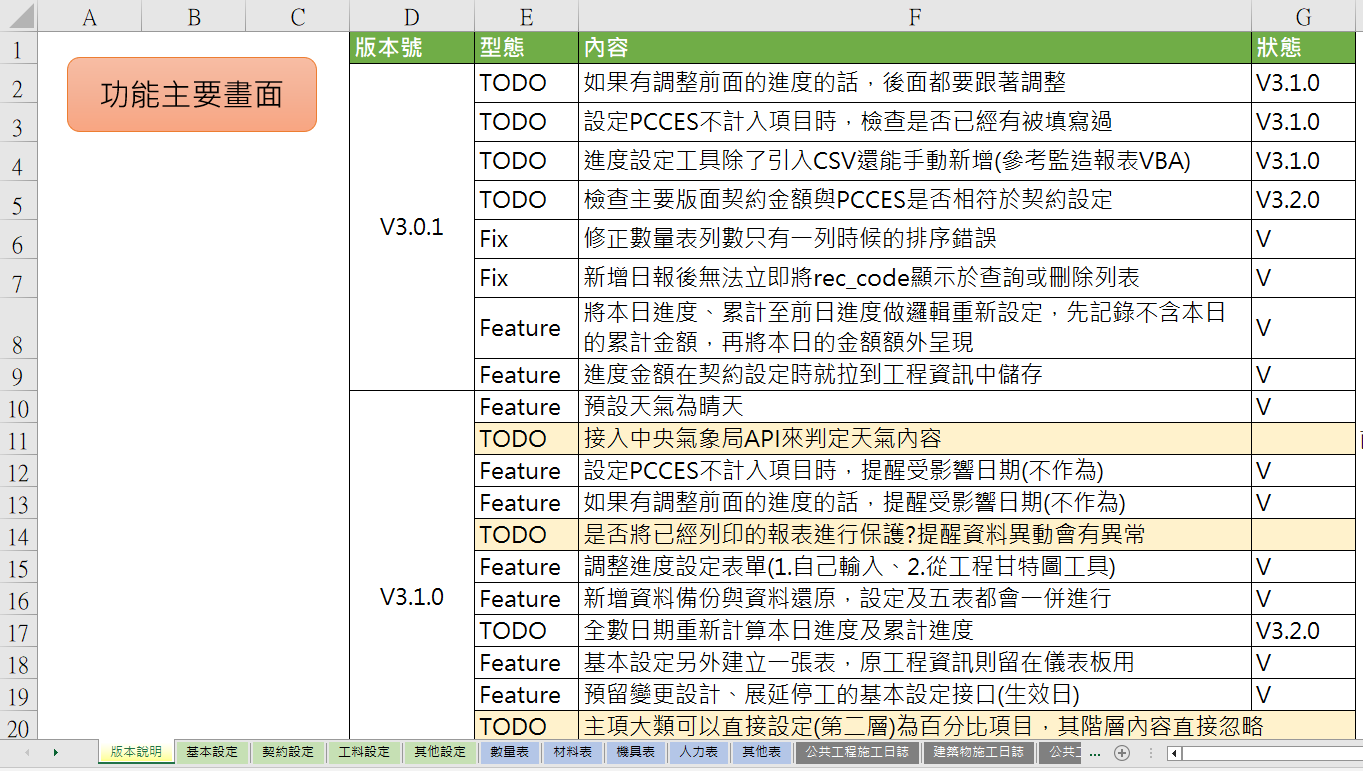 A B C D E F G
1 版本號 型態 內容 狀態
功能主要畫面
2 TODO 如果有調整前面的進度的話，後面都要跟著調整 V3.1.0
3 TODO 設定PCCES不計入項目時，檢查是否已經有被填寫過 V3.1.0
4 TODO 進度設定工具除了引入CSV還能手動新增(參考監造報表VBA) V3.1.0
5 TODO 檢查主要版面契約金額與PCCES是否相符於契約設定 V3.2.0
V3.0.1
6 Fix 修正數量表列數只有一列時候的排序錯誤 V
7 Fix 新增日報後無法立即將rec_code顯示於查詢或刪除列表 V
8 Feature 將本日進度、累計至前日進度做邏輯重新設定，先記錄不含本日
的累計金額，再將本日的金額額外呈現 V
9 Feature 進度金額在契約設定時就拉到工程資訊中儲存 V
10 Feature 預設天氣為晴天 V
11 TODO 接入中央氣象局API來判定天氣內容
12 Feature 設定PCCES不計入項目時，提醒受影響日期(不作為) V
13 Feature 如果有調整前面的進度的話，提醒受影響日期(不作為) V
14 TODO 是否將已經列印的報表進行保護?提醒資料異動會有異常
15 Feature 調整進度設定表單(1.自己輸入、2.從工程甘特圖工具) V
V3.1.0
16 Feature 新增資料備份與資料還原，設定及五表都會一併進行 V
17 TODO 全數日期重新計算本日進度及累計進度 V3.2.0
18 Feature 基本設定另外建立一張表，原工程資訊則留在儀表板用 V
19 Feature 預留變更設計、展延停工的基本設定接口(生效日) V
20 TODO 主項大類可以直接設定(第二層)為百分比項目，其階層內容直接忽略
版本說明 基本設定 契約設定 工料設定 其他設定 數量表 材料表 機具表 人力表 其他表 公共工程施工日誌 建築物施工日誌 公共工 ...